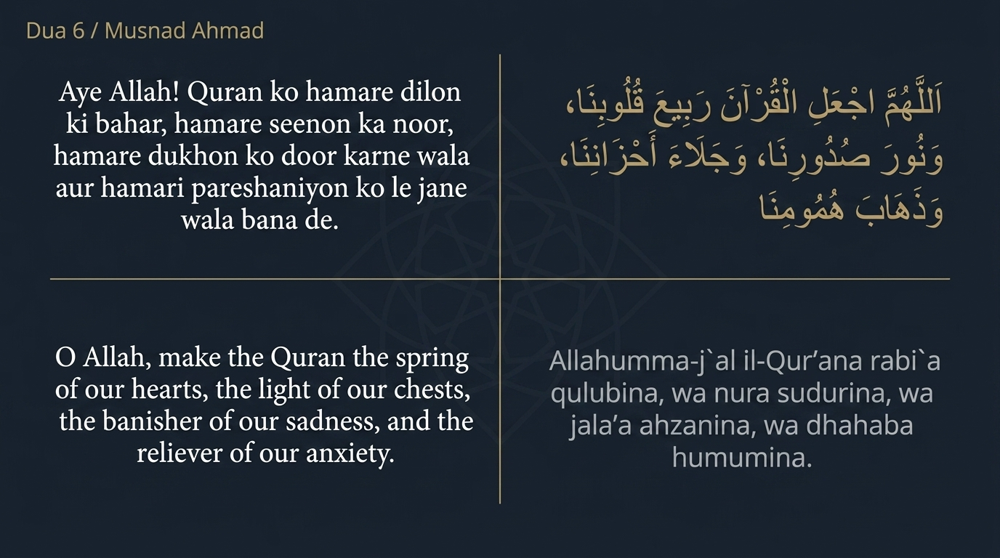 Dua 6 / Musnad Ahmad
Aye Allah! Quran ko hamare dilon
ki bahar, hamare seenon ka noor,
hamare dukhon ko door karne wala
aur hamari pareshaniyon ko le jane
wala bana de.
اَللَّهُمَّ اجْعَلِ الْقُرْآنَ رَبِيعَ قُلُوبِنَا،
وَنُورَ صُدُورِنَا، وَجَلَاءَ أَحْزَانِنَا،
وَذَهَابَ هُمُومِنَا
O Allah, make the Quran the spring
of our hearts, the light of our chests,
the banisher of our sadness, and the
reliever of our anxiety.
Allahumma-j`al il-Qur’ana rabi`a
qulubina, wa nura sudurina, wa
jala’a ahzanina, wa dhahaba
humumina.